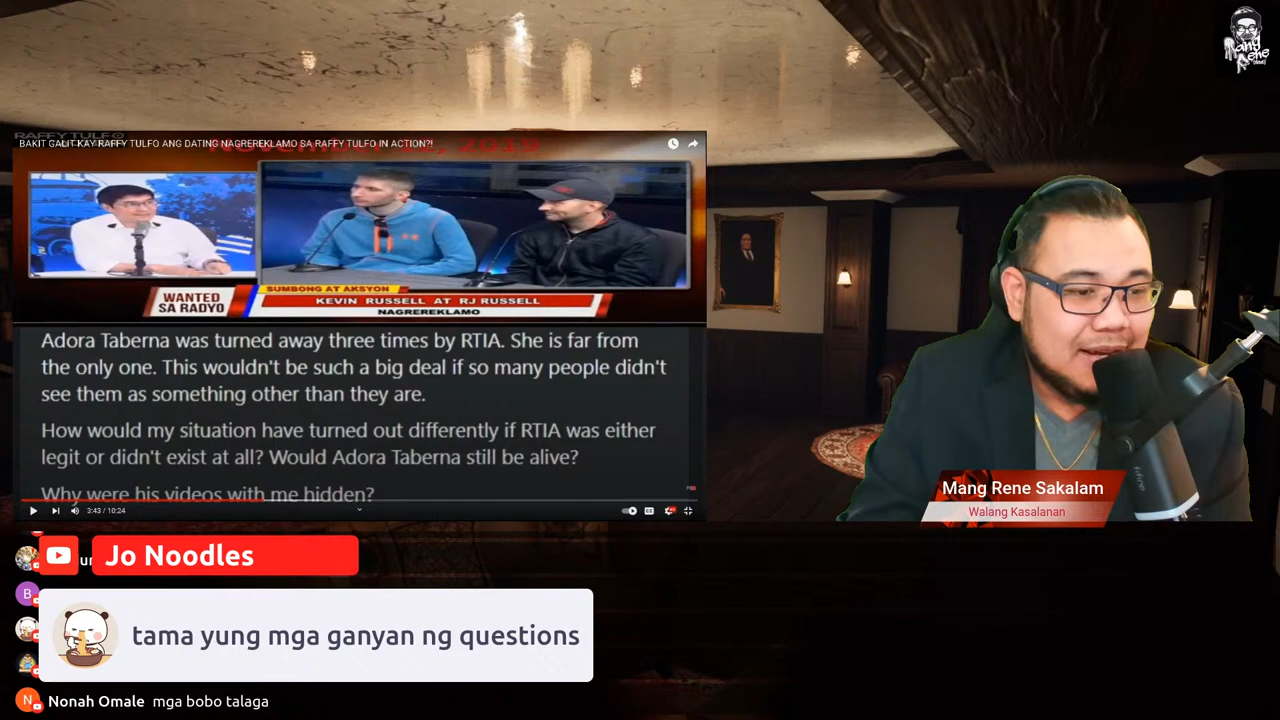 Mang Rene
RAFFY TULFO
BAKIT GALIT KAY RAFFY TULFO ANG DATING NAGREREKLAMO SA RAFFY TULFO IN ACTION?!
2019
WANTED
SA RADYO
SUMBONG AT AKSYON
KEVIN RUSSELL AT RJ RUSSELL
NAGREREKLAMO
Adora Taberna was turned away three times by RTIA. She is far from
the only one. This wouldn't be such a big deal if so many people didn't
see them as something other than they are.
How would my situation have turned out differently if RTIA was either
legit or didn't exist at all? Would Adora Taberna still be alive?
Why were his videos with me hidden?
3:43 / 10:24
Mang Rene Sakalam
Walang Kasalanan
Jo Noodles
B
tama yung mga ganyan ng questions
N
Nonah Omale mga bobo talaga